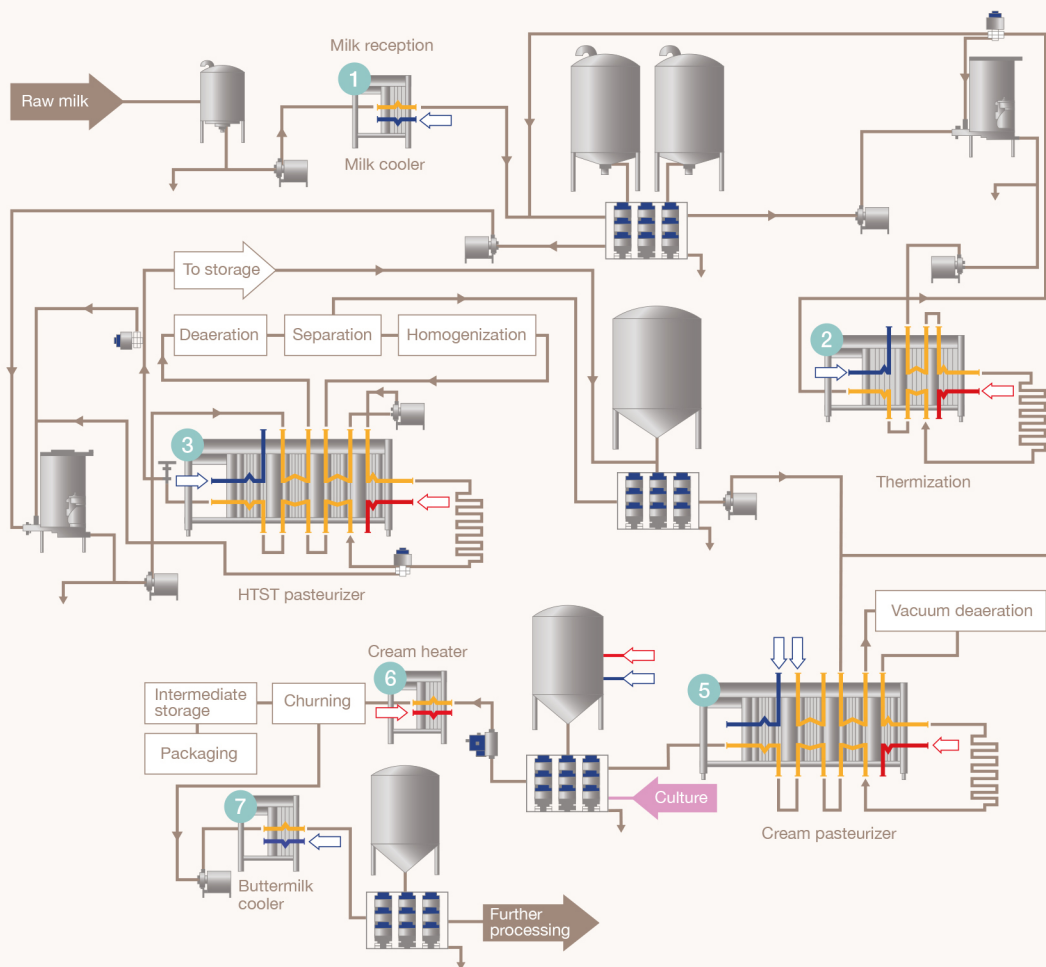 Milk reception
1
Raw milk
Milk cooler
To storage
Deaeration
Separation
Homogenization
2
Thermization
3
HTST pasteurizer
Vacuum deaeration
Cream heater
6
5
Intermediate
storage
Churning
Packaging
Culture
Cream pasteurizer
7
Buttermilk
cooler
Further
processing